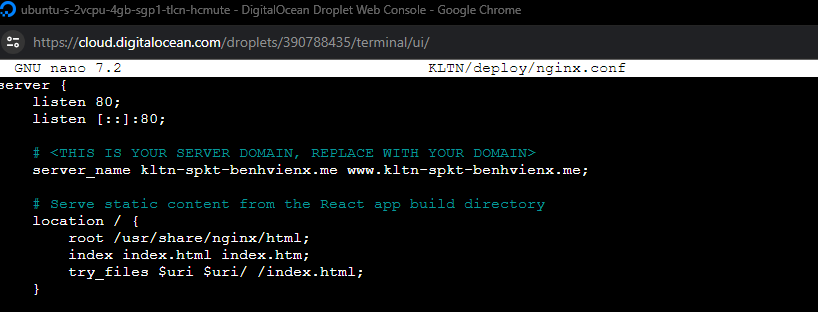 ubuntu-s-2vcpu-4gb-sgp1-tlcn-hcmute - DigitalOcean Droplet Web Console - Google Chrome
https://cloud.digitalocean.com/droplets/390788435/terminal/ui/
GNU nano 7.2 KLTN/deploy/nginx.conf
server {
    listen 80;
    listen [::]:80;

    # <THIS IS YOUR SERVER DOMAIN, REPLACE WITH YOUR DOMAIN>
    server_name kltn-spkt-benhvienx.me www.kltn-spkt-benhvienx.me;

    # Serve static content from the React app build directory
    location / {
        root /usr/share/nginx/html;
        index index.html index.htm;
        try_files $uri $uri/ /index.html;
    }